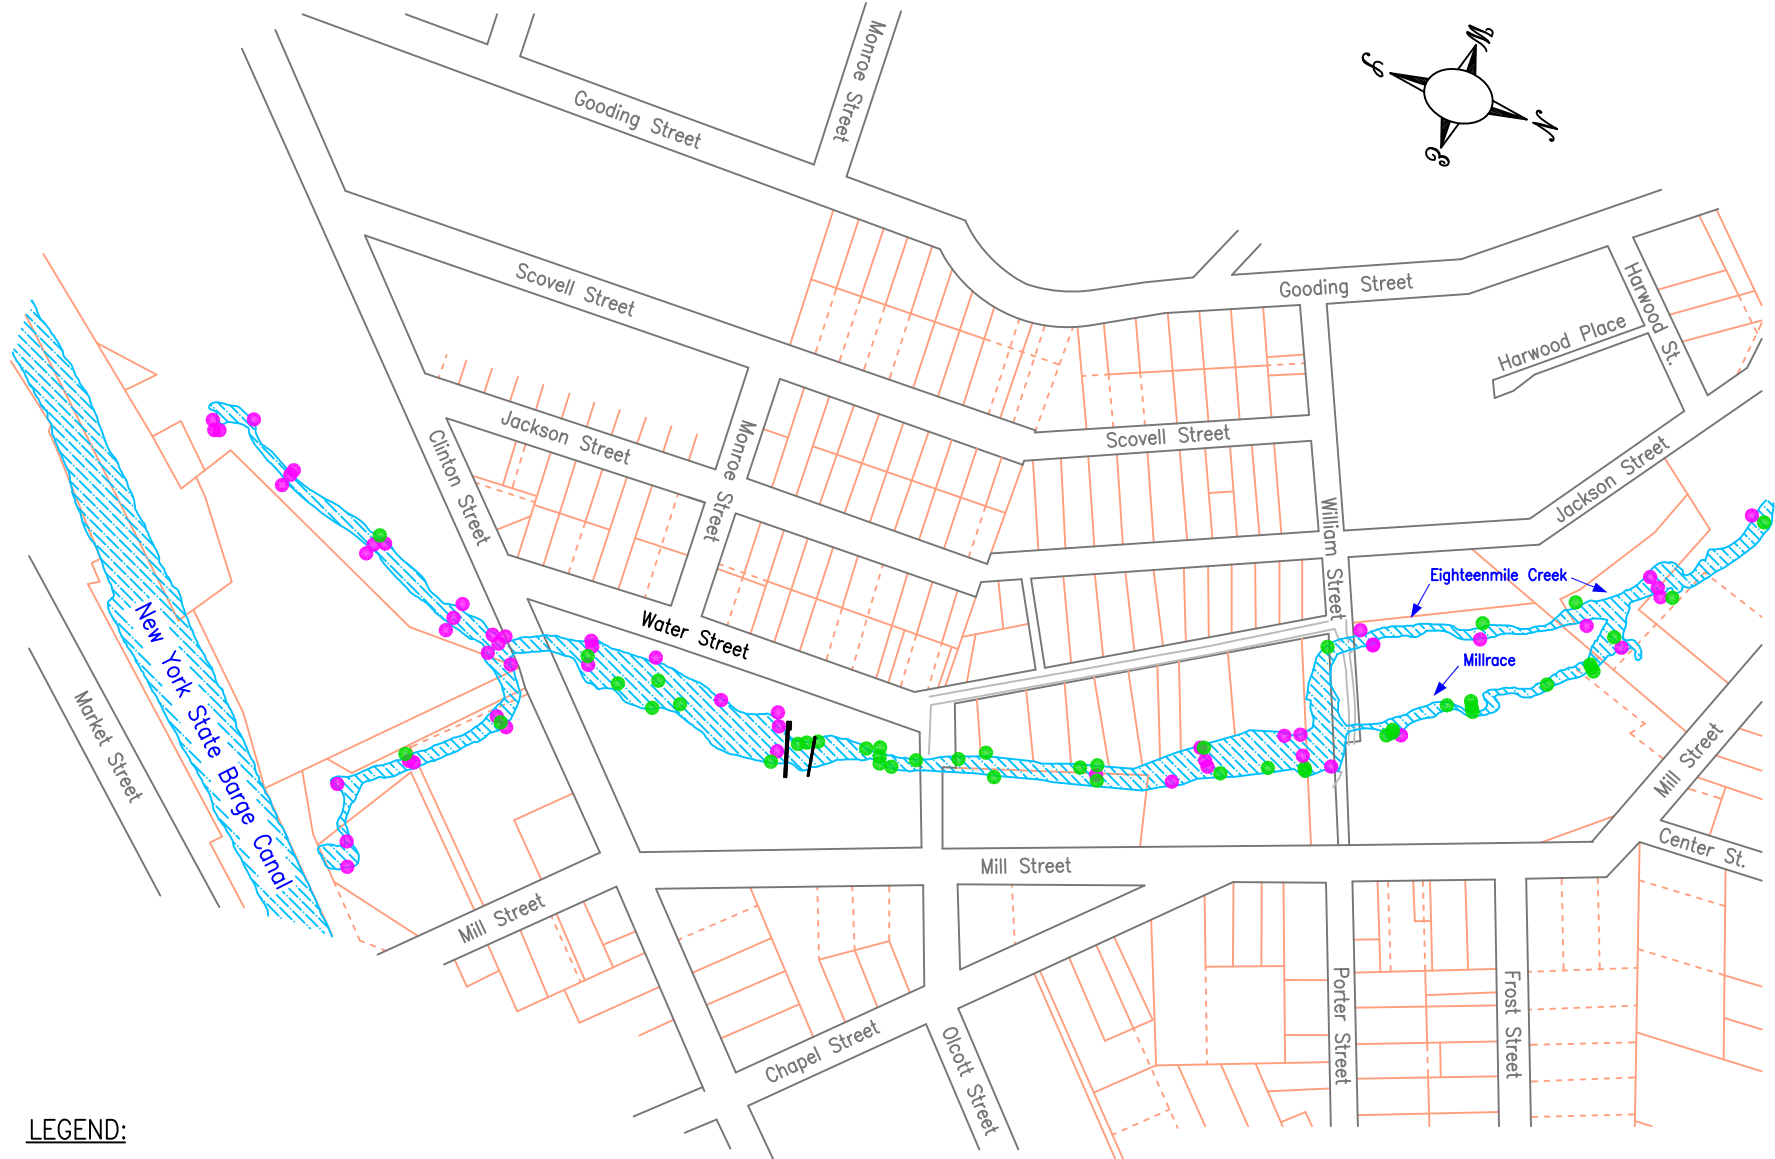 Monroe Street
W
S
N
E
Gooding Street
Gooding Street
Scovell Street
Harwood St.
Harwood Place
Jackson Street
Monroe Street
Scovell Street
Clinton Street
Jackson Street
William Street
Eighteenmile Creek
Water Street
Millrace
New York State Barge Canal
Market Street
Mill Street
Mill Street
Center St.
Mill Street
Porter Street
Frost Street
Chapel Street
Olcott Street
LEGEND: